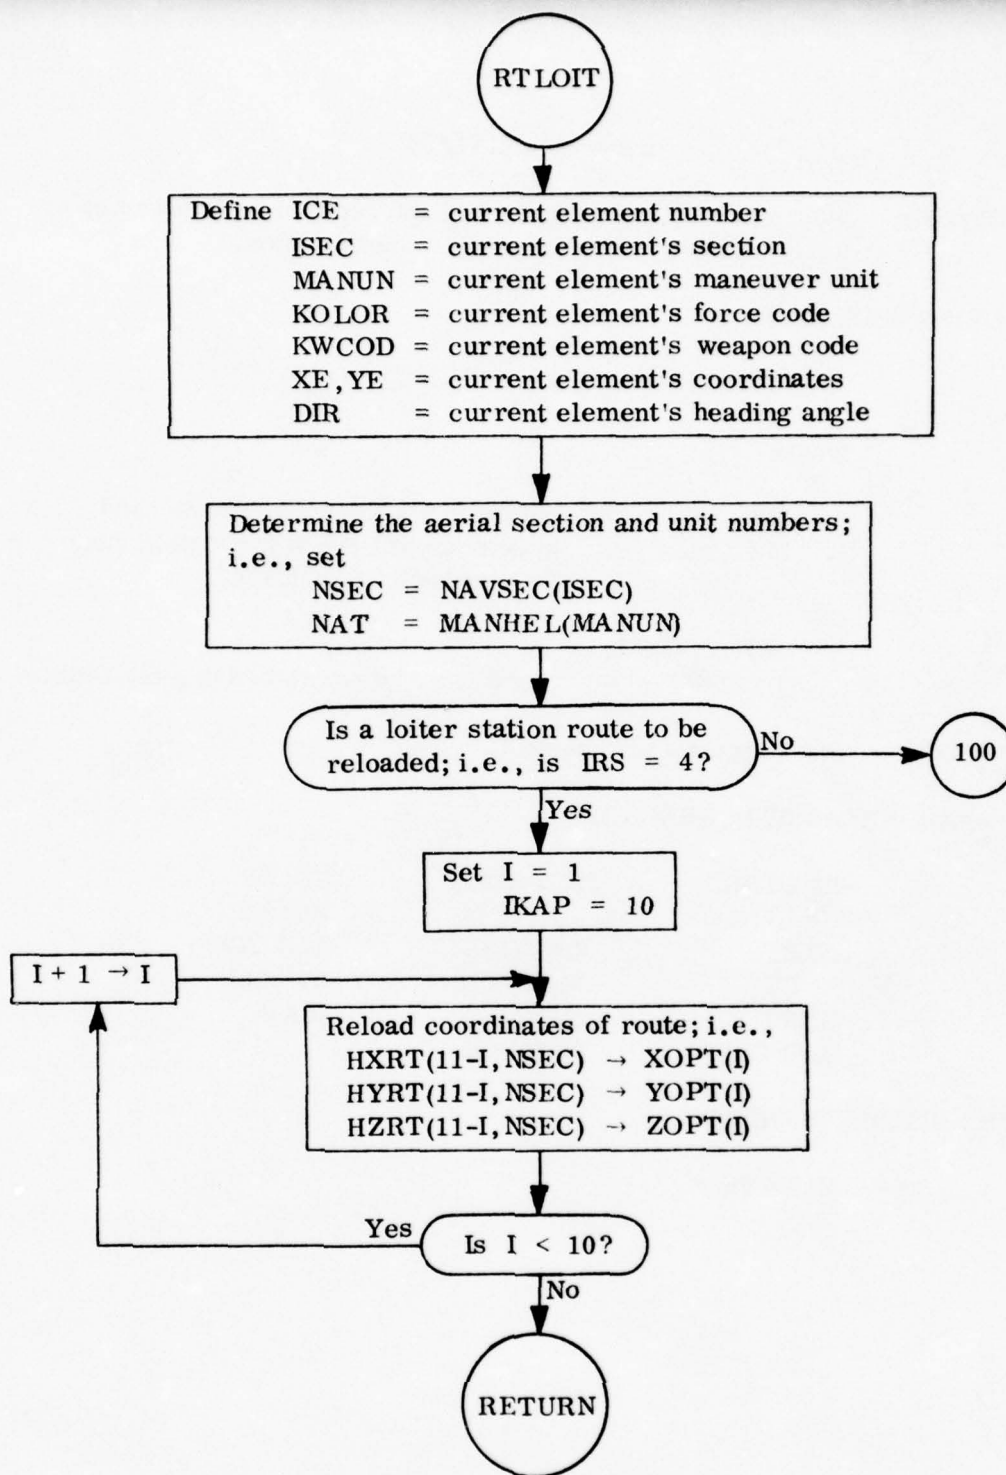 RTLOIT
Define ICE = current element number
ISEC = current element's section
MANUN = current element's maneuver unit
KOLOR = current element's force code
KWCOD = current element's weapon code
XE, YE = current element's coordinates
DIR = current element's heading angle
Determine the aerial section and unit numbers;
i.e., set
NSEC = NAVSEC(ISEC)
NAT = MANHEL(MANUN)
Is a loiter station route to be
reloaded; i.e., is IRS = 4?
No
100
Yes
Set I = 1
IKAP = 10
I + 1 → I
Reload coordinates of route; i.e.,
HXRT(11-I, NSEC) → XOPT(I)
HYRT(11-I, NSEC) → YOPT(I)
HZRT(11-I, NSEC) → ZOPT(I)
Yes
Is I < 10?
No
RETURN